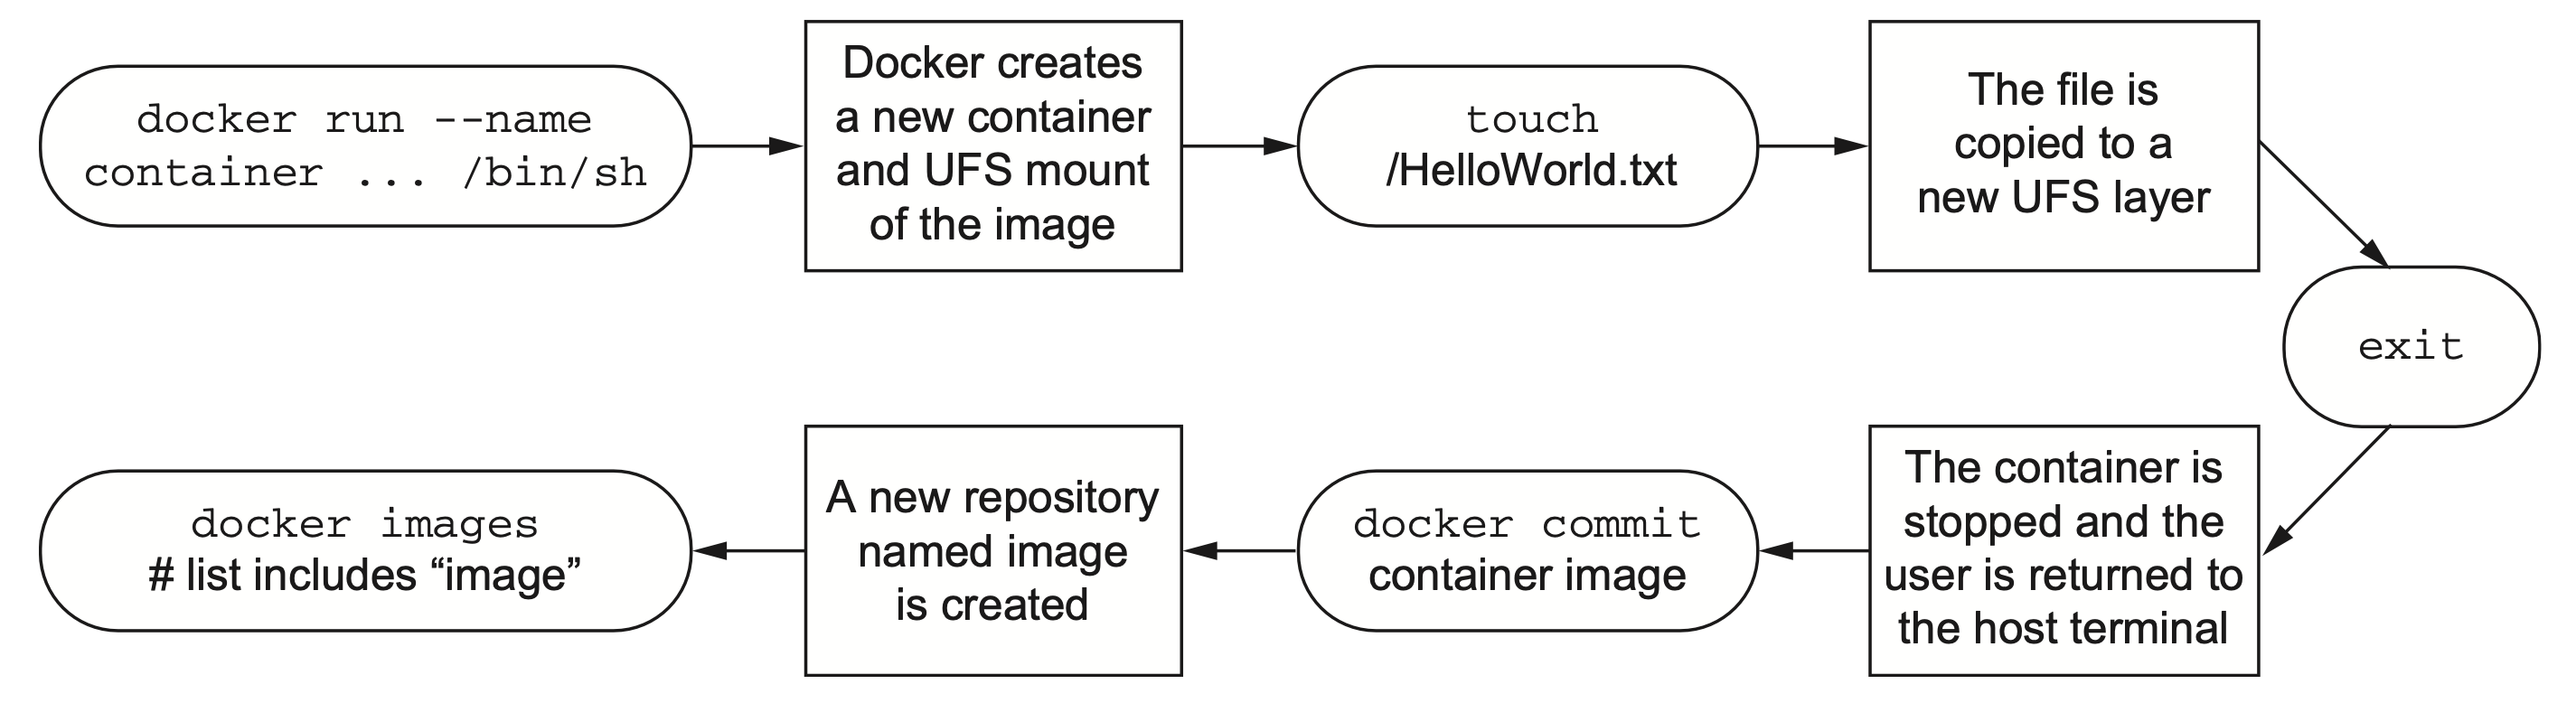 docker run --name
container ... /bin/sh
Docker creates
a new container
and UFS mount
of the image
touch
/HelloWorld.txt
The file is
copied to a
new UFS layer
exit
The container is
stopped and the
user is returned to
the host terminal
docker commit
container image
A new repository
named image
is created
docker images
# list includes “image”